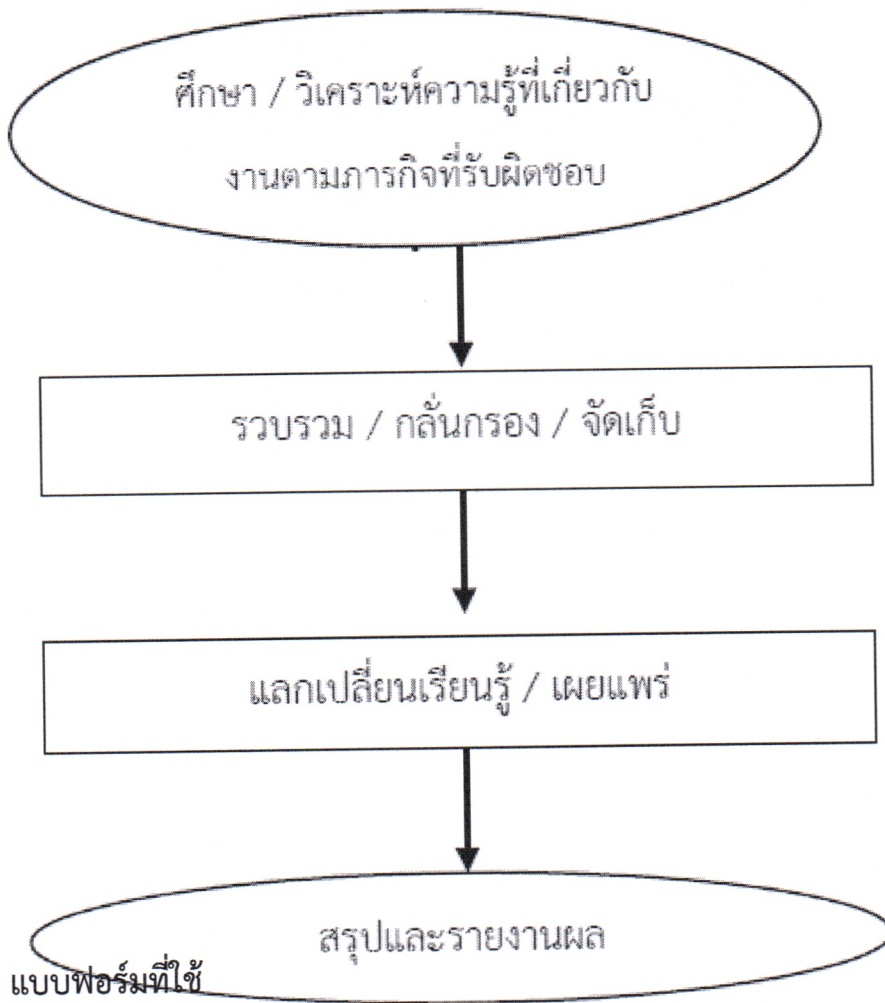 ศึกษา / วิเคราะห์ความรู้ที่เกี่ยวกับ
งานตามภารกิจที่รับผิดชอบ
รวบรวม / กลั่นกรอง / จัดเก็บ
แลกเปลี่ยนเรียนรู้ / เผยแพร่
สรุปและรายงานผล
แบบฟอร์มที่ใช้